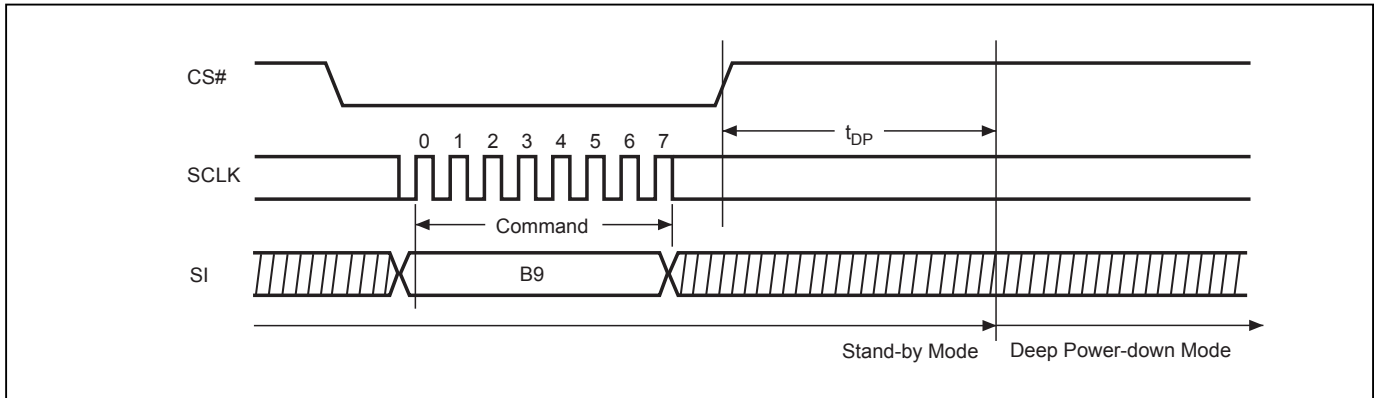 CS#
t_DP
0 1 2 3 4 5 6 7
SCLK
Command
SI
B9
Stand-by Mode
Deep Power-down Mode